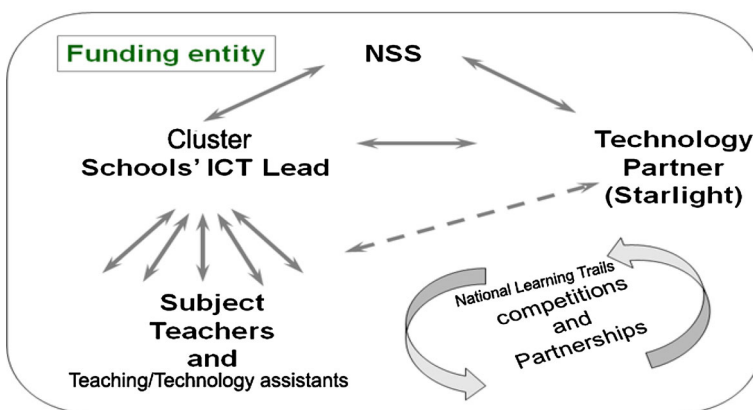 Funding entity
NSS
Cluster
Schools' ICT Lead
Technology
Partner
(Starlight)
Subject
Teachers
and
Teaching/Technology assistants
National Learning Trails
competitions
and
Partnerships